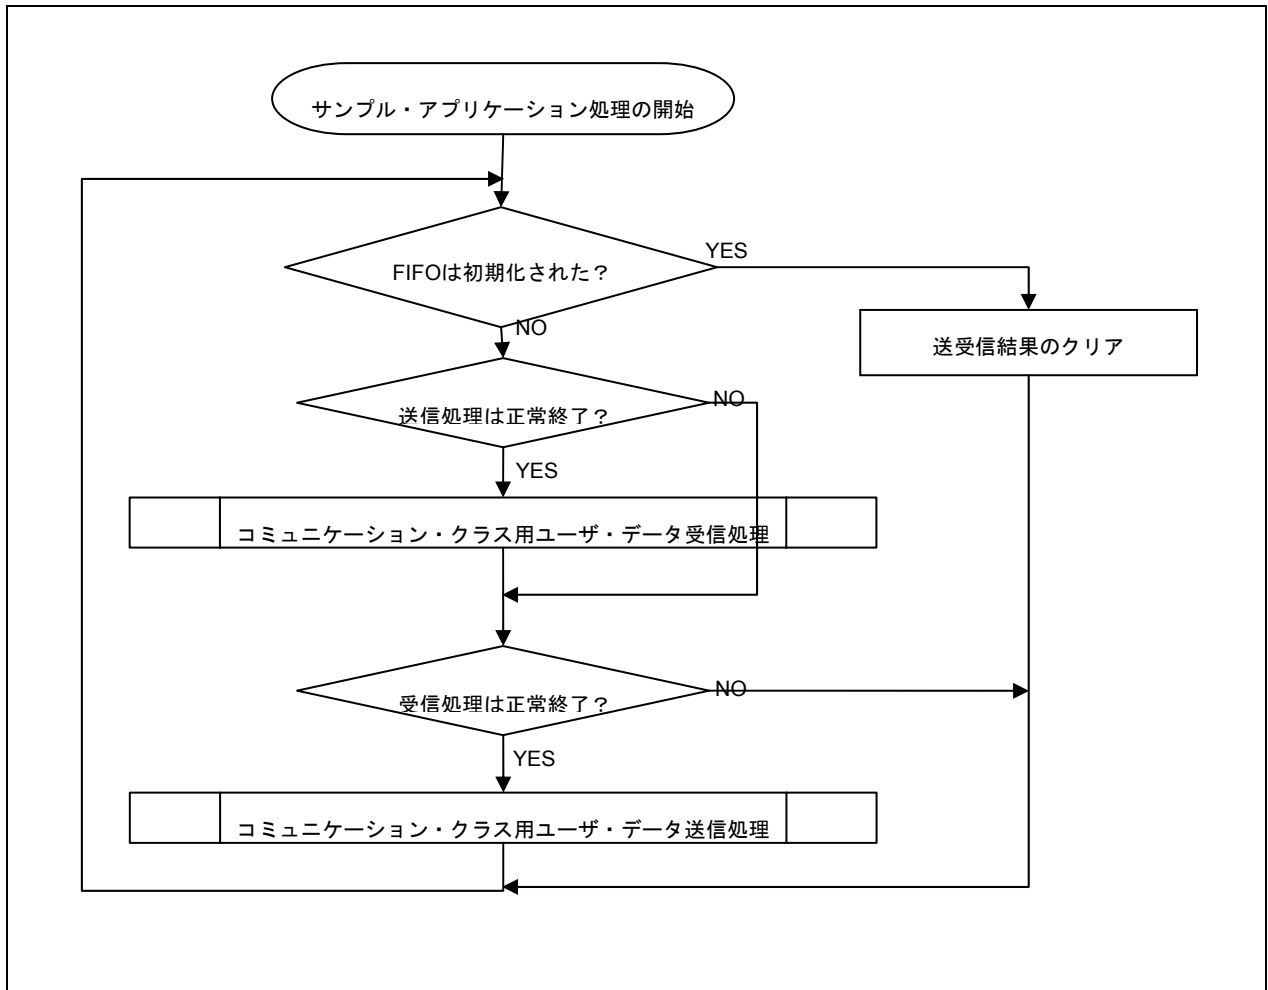 サンプル・アプリケーション処理の開始
FIFOは初期化された？
YES
NO
送受信結果のクリア
送信処理は正常終了？
NO
YES
コミュニケーション・クラス用ユーザ・データ受信処理
受信処理は正常終了？
NO
YES
コミュニケーション・クラス用ユーザ・データ送信処理